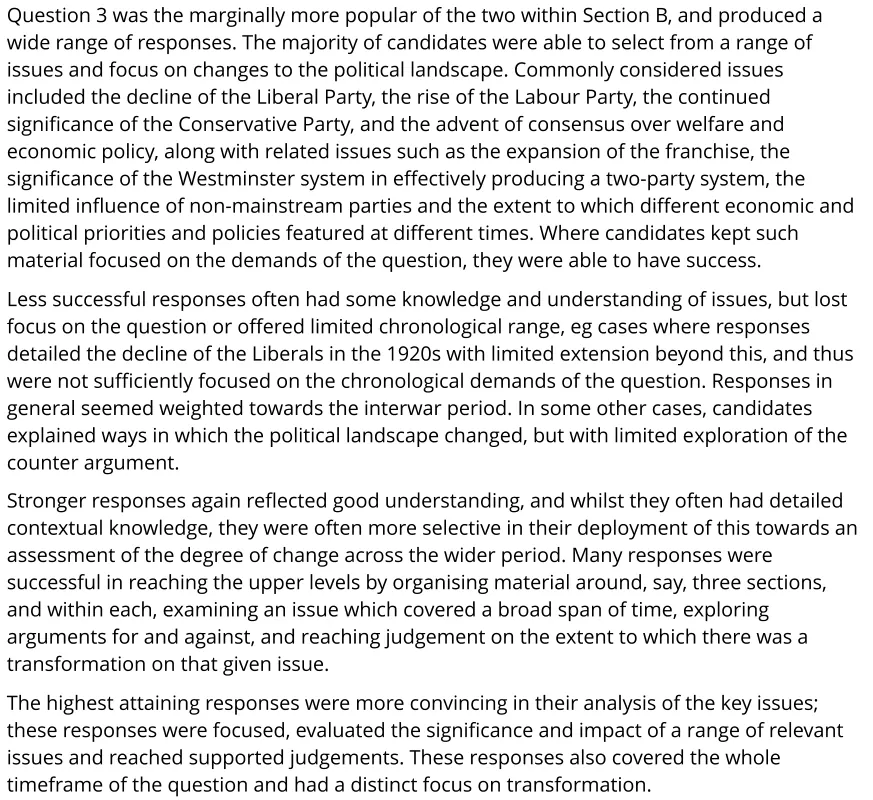 Question 3 was the marginally more popular of the two within Section B, and produced a
wide range of responses. The majority of candidates were able to select from a range of
issues and focus on changes to the political landscape. Commonly considered issues
included the decline of the Liberal Party, the rise of the Labour Party, the continued
significance of the Conservative Party, and the advent of consensus over welfare and
economic policy, along with related issues such as the expansion of the franchise, the
significance of the Westminster system in effectively producing a two-party system, the
limited influence of non-mainstream parties and the extent to which different economic and
political priorities and policies featured at different times. Where candidates kept such
material focused on the demands of the question, they were able to have success.
Less successful responses often had some knowledge and understanding of issues, but lost
focus on the question or offered limited chronological range, eg cases where responses
detailed the decline of the Liberals in the 1920s with limited extension beyond this, and thus
were not sufficiently focused on the chronological demands of the question. Responses in
general seemed weighted towards the interwar period. In some other cases, candidates
explained ways in which the political landscape changed, but with limited exploration of the
counter argument.
Stronger responses again reflected good understanding, and whilst they often had detailed
contextual knowledge, they were often more selective in their deployment of this towards an
assessment of the degree of change across the wider period. Many responses were
successful in reaching the upper levels by organising material around, say, three sections,
and within each, examining an issue which covered a broad span of time, exploring
arguments for and against, and reaching judgement on the extent to which there was a
transformation on that given issue.
The highest attaining responses were more convincing in their analysis of the key issues;
these responses were focused, evaluated the significance and impact of a range of relevant
issues and reached supported judgements. These responses also covered the whole
timeframe of the question and had a distinct focus on transformation.